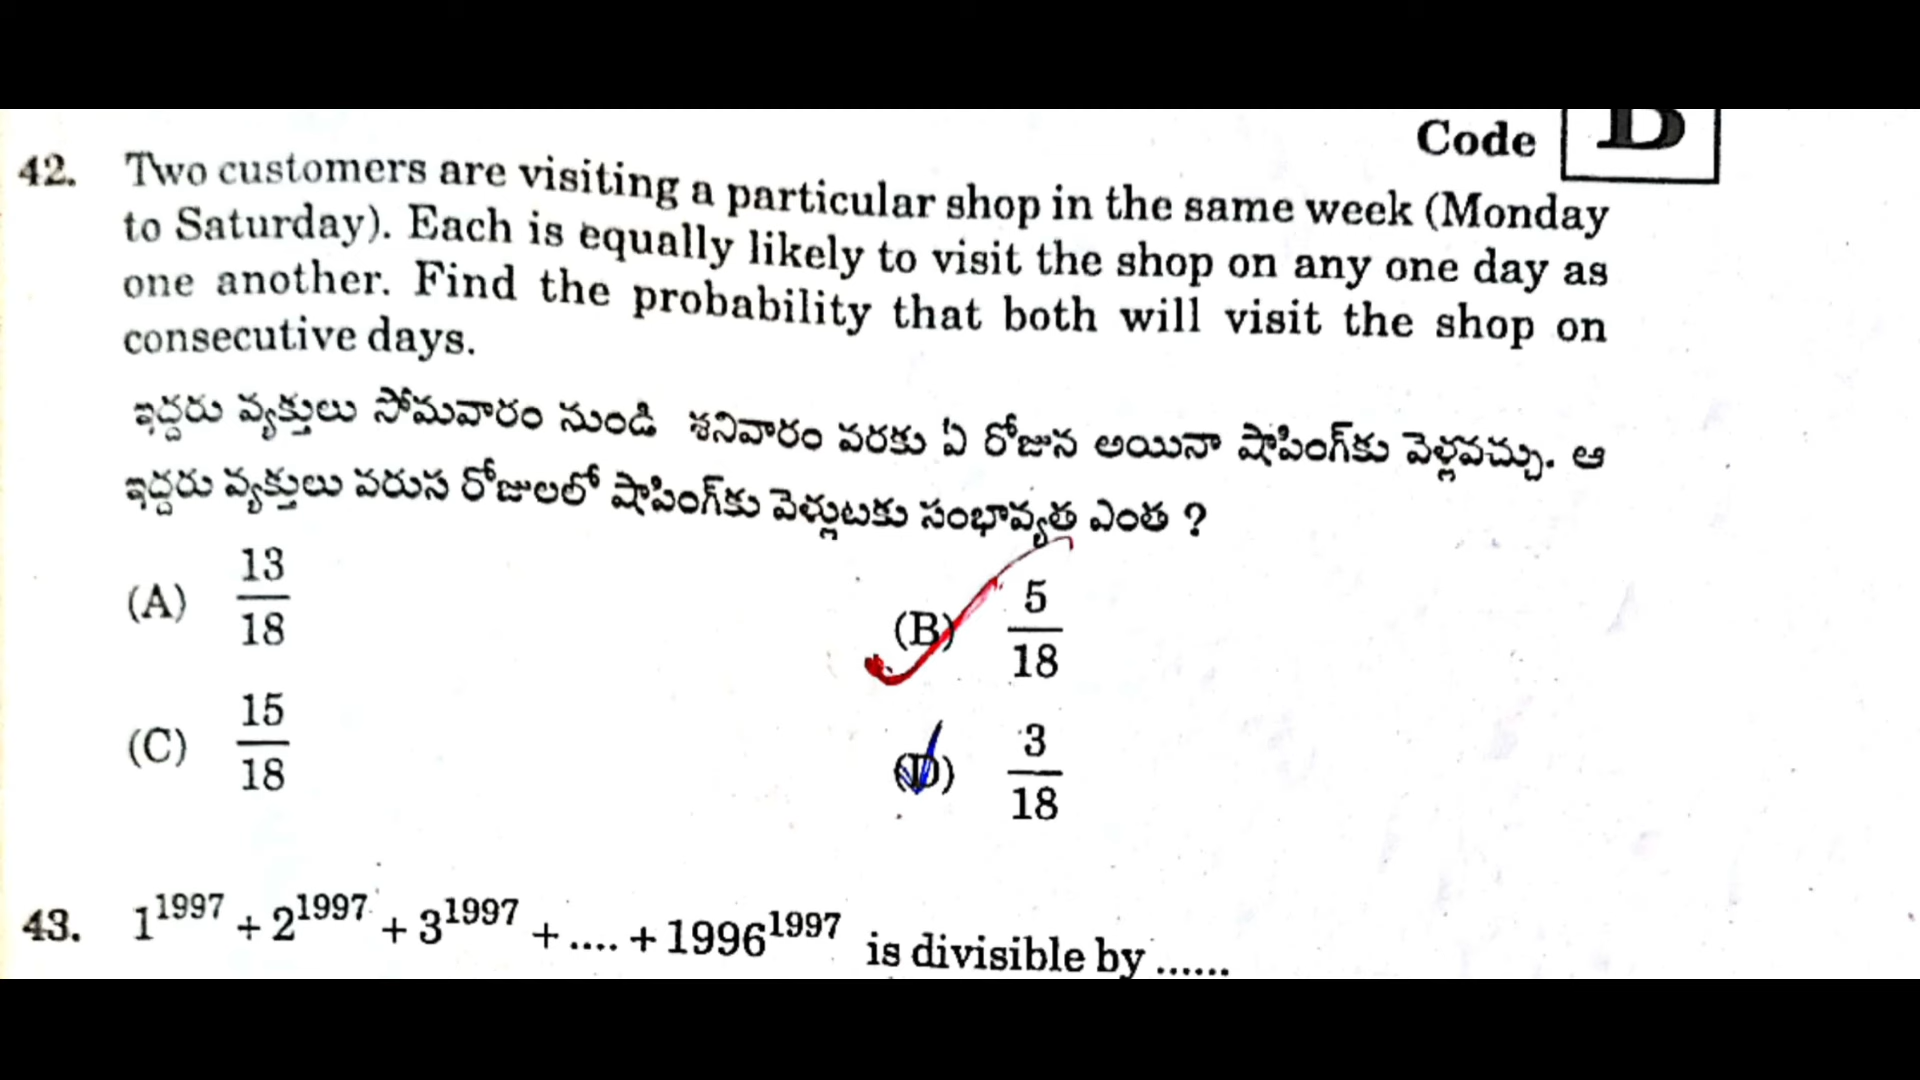 Code B
42. Two customers are visiting a particular shop in the same week (Monday
to Saturday). Each is equally likely to visit the shop on any one day as
one another. Find the probability that both will visit the shop on
consecutive days.
ఇద్దరు వ్యక్తులు సోమవారం నుండి శనివారం వరకు ఏ రోజున అయినా షాపింగ్‌కు వెళ్లవచ్చు. ఆ
ఇద్దరు వ్యక్తులు వరుస రోజులలో షాపింగ్‌కు వెళ్లుటకు సంభావ్యత ఎంత ?
(A) 13/18
(B) 5/18
(C) 15/18
(D) 3/18
43. 1^1997 + 2^1997 + 3^1997 + .... + 1996^1997 is divisible by ......